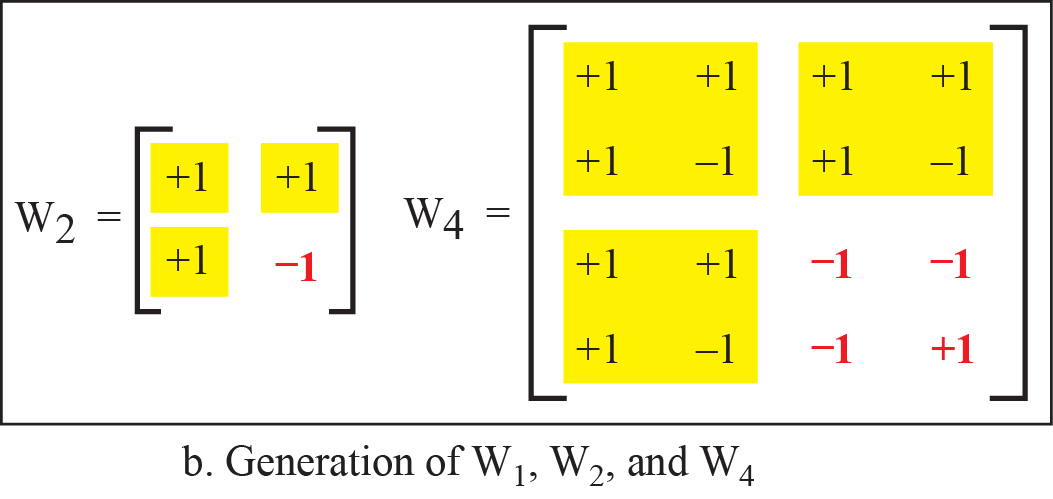 +1 +1 +1 +1
+1 –1 +1 –1
W2 = +1 +1 W4 =
+1 –1
+1 +1 –1 –1
+1 –1 –1 +1
b. Generation of W1, W2, and W4